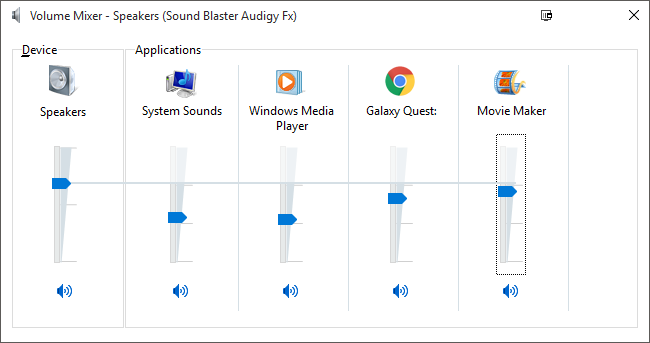 Volume Mixer - Speakers (Sound Blaster Audigy Fx)
Device
Applications
Speakers
System Sounds
Windows Media
Player
Galaxy Quest:
Movie Maker